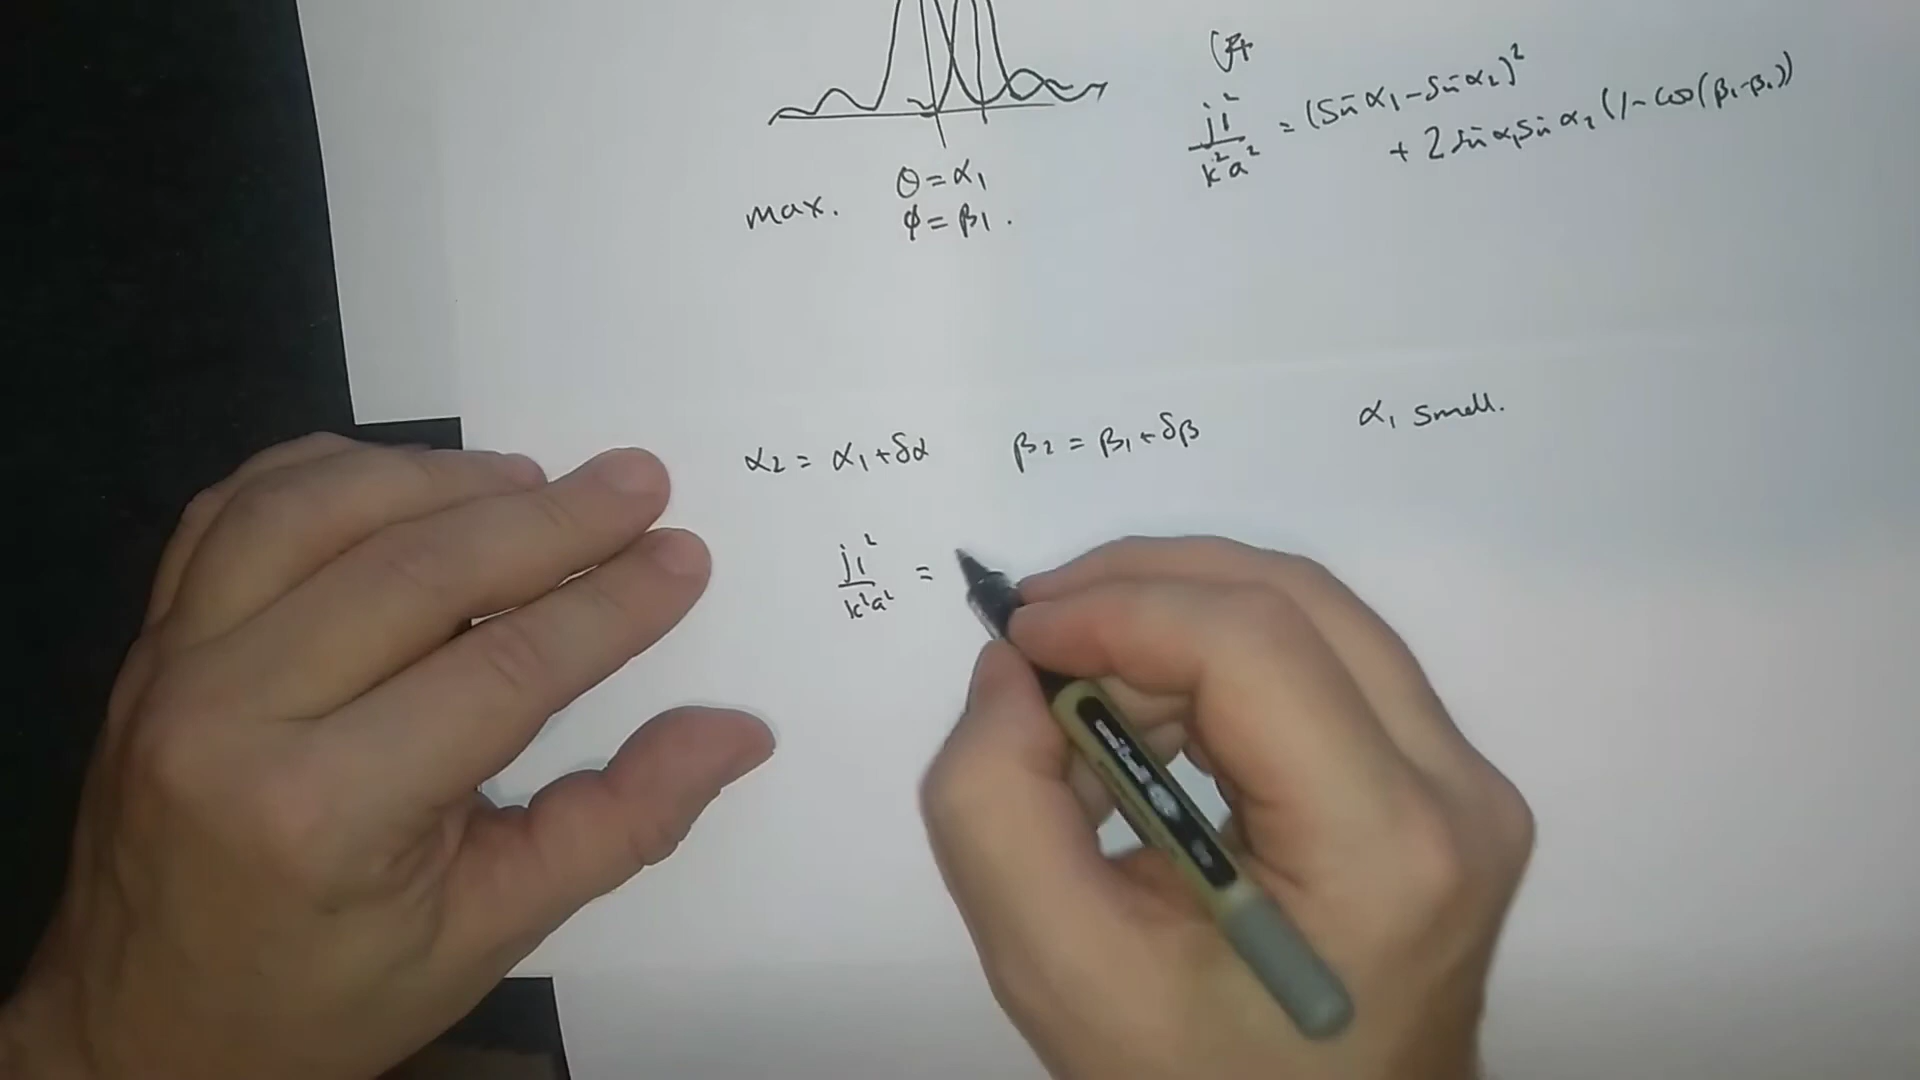 max.
θ = α₁
φ = β₁ .
j₁² / k²a² = (sin α₁ - sin α₂)²
+ 2 sin α₁ sin α₂ (1 - cos(β₁ - β₂))
α₂ = α₁ + δα β₂ = β₁ + δβ α₁ small.
j₁² / k²a² =